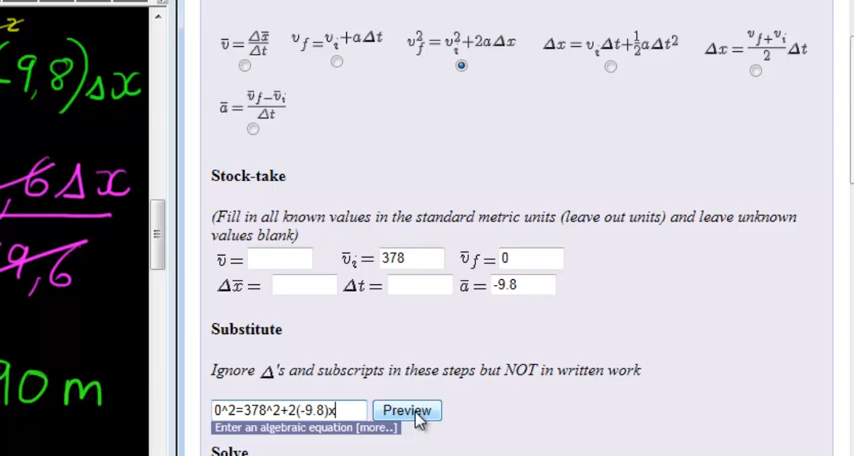 z
(-9,8)Δx
v̄ = Δx̄/Δt
v_f = v_i + aΔt
v_f² = v_i² + 2aΔx
Δx = v_iΔt + ½aΔt²
Δx = (v_f + v_i)/2 Δt
ā = (v̄_f − v̄_i)/Δt
,6Δx
9,6
90 m
Stock-take
(Fill in all known values in the standard metric units (leave out units) and leave unknown
values blank)
v̄ = v̄_i = 378 v̄_f = 0
Δx̄ = Δt = ā = -9.8
Substitute
Ignore Δ's and subscripts in these steps but NOT in written work
0^2=378^2+2(-9.8)x Preview
Enter an algebraic equation [more..]
Solve